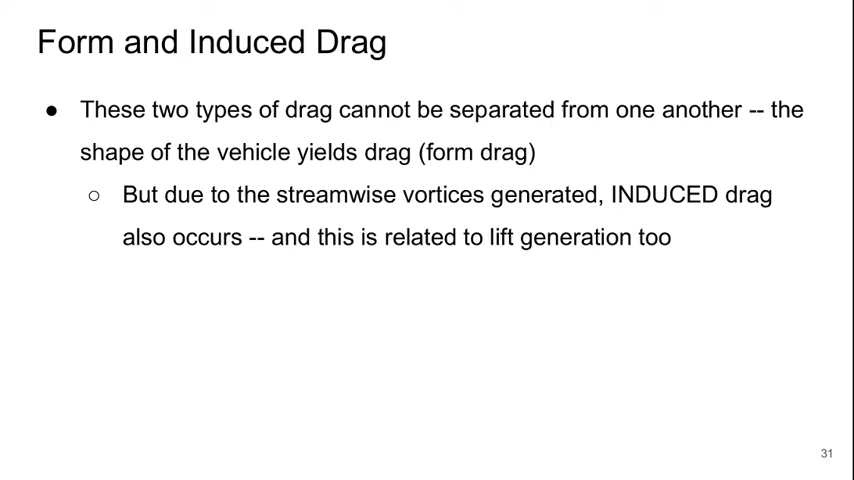 Form and Induced Drag
● These two types of drag cannot be separated from one another -- the
shape of the vehicle yields drag (form drag)
○ But due to the streamwise vortices generated, INDUCED drag
also occurs -- and this is related to lift generation too
31